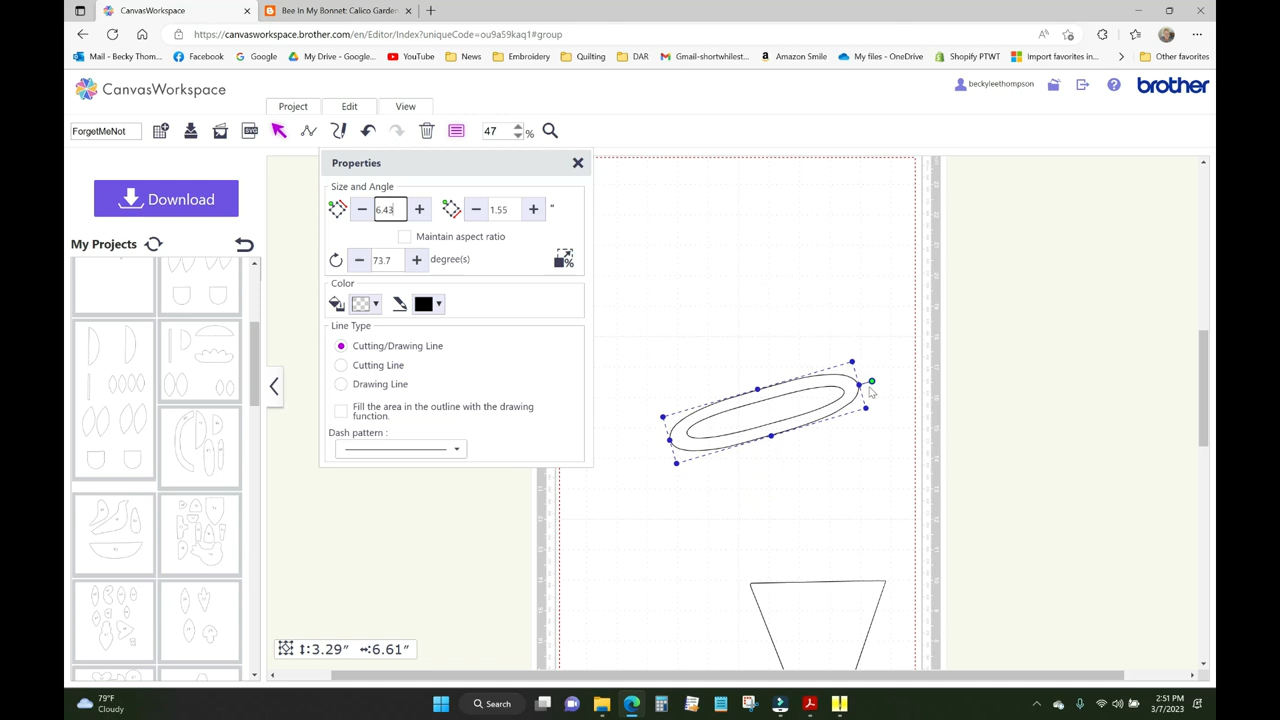 CanvasWorkspace
Bee In My Bonnet: Calico Garden
https://canvasworkspace.brother.com/en/Editor/Index?uniqueCode=ou9a59kaq1#group
Mail - Becky Thom...
Facebook
Google
My Drive - Google...
YouTube
News
Embroidery
Quilting
DAR
Gmail-shortwhilest...
Amazon Smile
My files - OneDrive
Shopify PTWT
Import favorites in...
Other favorites
CanvasWorkspace
Project
Edit
View
beckyleethompson
brother
ForgetMeNot
SVG
47
%
Properties
Size and Angle
6.43
1.55
"
Maintain aspect ratio
73.7
degree(s)
%
Color
Line Type
Cutting/Drawing Line
Cutting Line
Drawing Line
Fill the area in the outline with the drawing
function.
Dash pattern :
Download
My Projects
3.29"
6.61"
79°F
Cloudy
Search
2:51 PM
3/7/2023